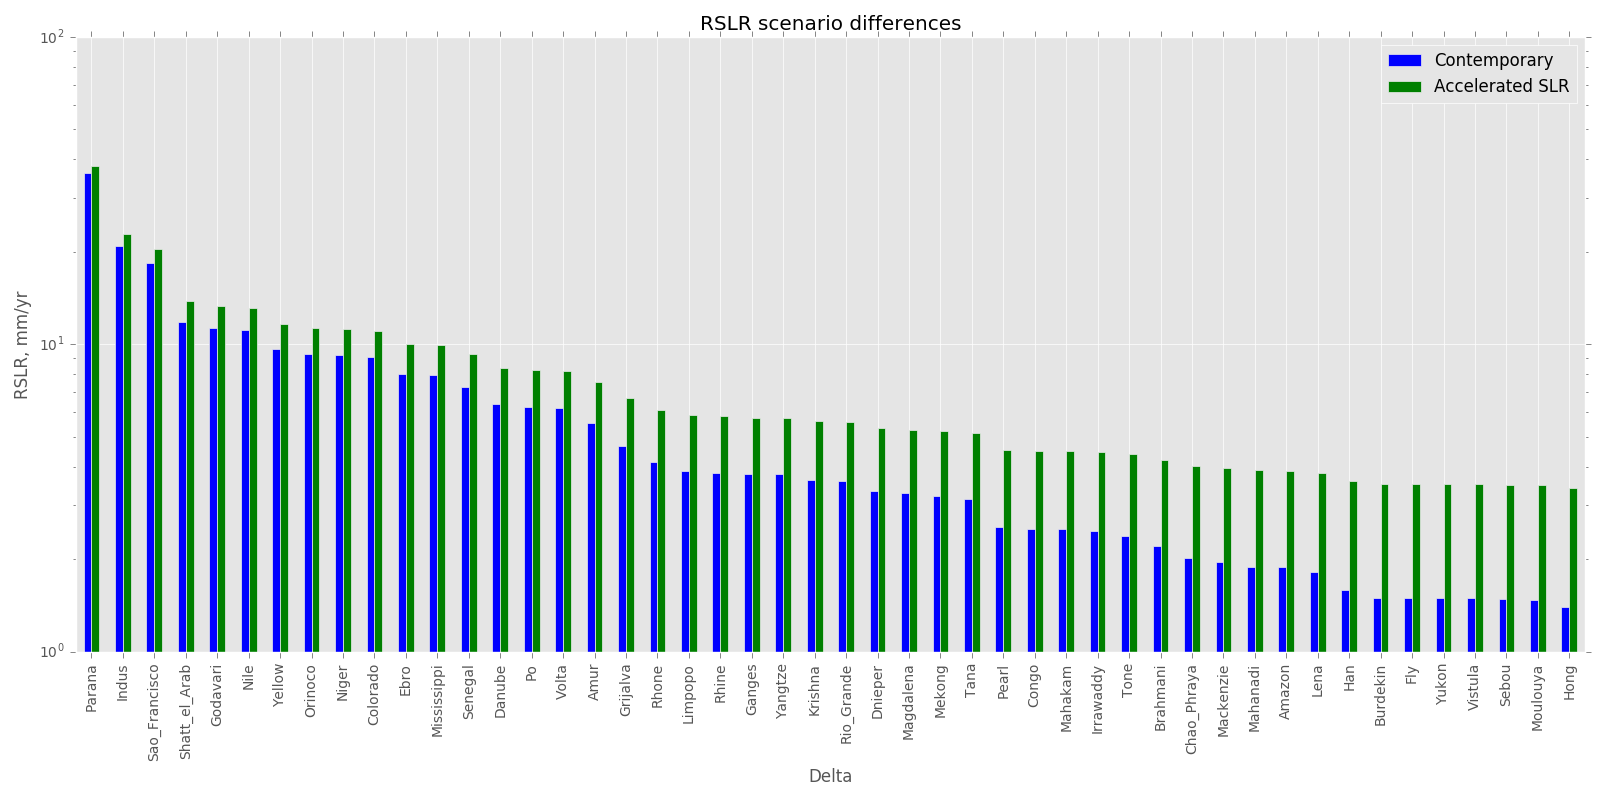 RSLR scenario differences
10^2
10^1
10^0
RSLR, mm/yr
Contemporary
Accelerated SLR
Parana
Indus
Sao_Francisco
Shatt_el_Arab
Godavari
Nile
Yellow
Orinoco
Niger
Colorado
Ebro
Mississippi
Senegal
Danube
Po
Volta
Amur
Grijalva
Rhone
Limpopo
Rhine
Ganges
Yangtze
Krishna
Rio_Grande
Dnieper
Magdalena
Mekong
Tana
Pearl
Congo
Mahakam
Irrawaddy
Tone
Brahmani
Chao_Phraya
Mackenzie
Mahanadi
Amazon
Lena
Han
Burdekin
Fly
Yukon
Vistula
Sebou
Moulouya
Hong
Delta